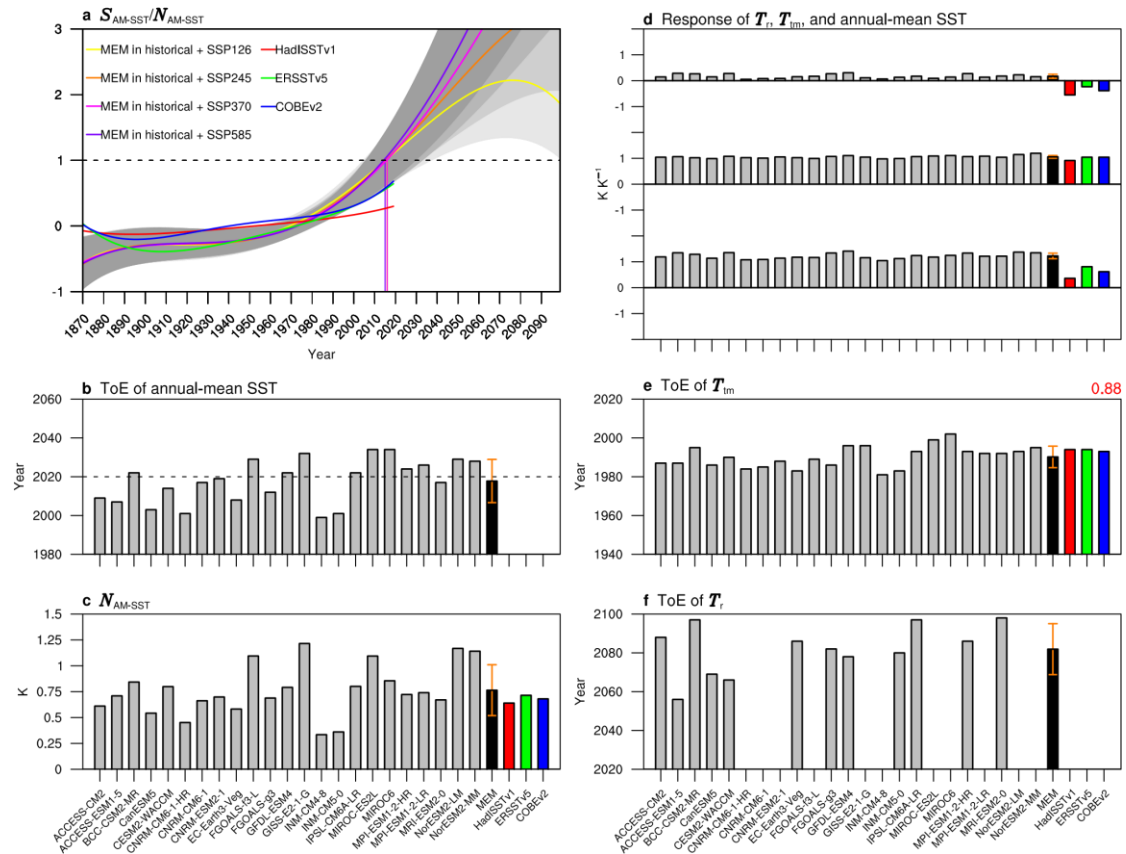 a S_AM-SST/N_AM-SST
3
2
1
0
-1
MEM in historical + SSP126
MEM in historical + SSP245
MEM in historical + SSP370
MEM in historical + SSP585
HadISSTv1
ERSSTv5
COBEv2
1870 1880 1890 1900 1910 1920 1930 1940 1950 1960 1970 1980 1990 2000 2010 2020 2030 2040 2050 2060 2070 2080 2090
Year
d Response of T_r, T_tm, and annual-mean SST
1
0
-1
1
0
-1
1
0
-1
K K⁻¹
b ToE of annual-mean SST
2060
2040
2020
2000
1980
Year
e ToE of T_tm
0.88
2020
2000
1980
1960
1940
Year
c N_AM-SST
1.5
1.25
1
0.75
0.5
0.25
0
K
f ToE of T_r
2100
2080
2060
2040
2020
Year
ACCESS-CM2
ACCESS-ESM1-5
BCC-CSM2-MR
CanESM5
CESM2-WACCM
CNRM-CM6-1-HR
CNRM-CM6-1
CNRM-ESM2-1
EC-Earth3-Veg
EC-Earth3-L
FGOALS-f3-L
FGOALS-g3
GFDL-ESM4
GISS-E2-1-G
INM-CM4-8
INM-CM5-0
IPSL-CM6A-LR
MIROC-ES2L
MIROC6
MPI-ESM1-2-HR
MPI-ESM1-2-LR
MRI-ESM2-0
NorESM2-LM
NorESM2-MM
MEM
HadISSTv1
ERSSTv5
COBEv2
ACCESS-CM2
ACCESS-ESM1-5
BCC-CSM2-MR
CanESM5
CESM2-WACCM
CNRM-CM6-1-HR
CNRM-CM6-1
CNRM-ESM2-1
EC-Earth3-Veg
FGOALS-f3-L
FGOALS-g3
GFDL-ESM4
GISS-E2-1-G
INM-CM4-8
INM-CM5-0
IPSL-CM6A-LR
MIROC-ES2L
MIROC6
MPI-ESM1-2-HR
MPI-ESM1-2-LR
MRI-ESM2-0
NorESM2-LM
NorESM2-MM
MEM
HadISSTv1
ERSSTv5
COBEv2